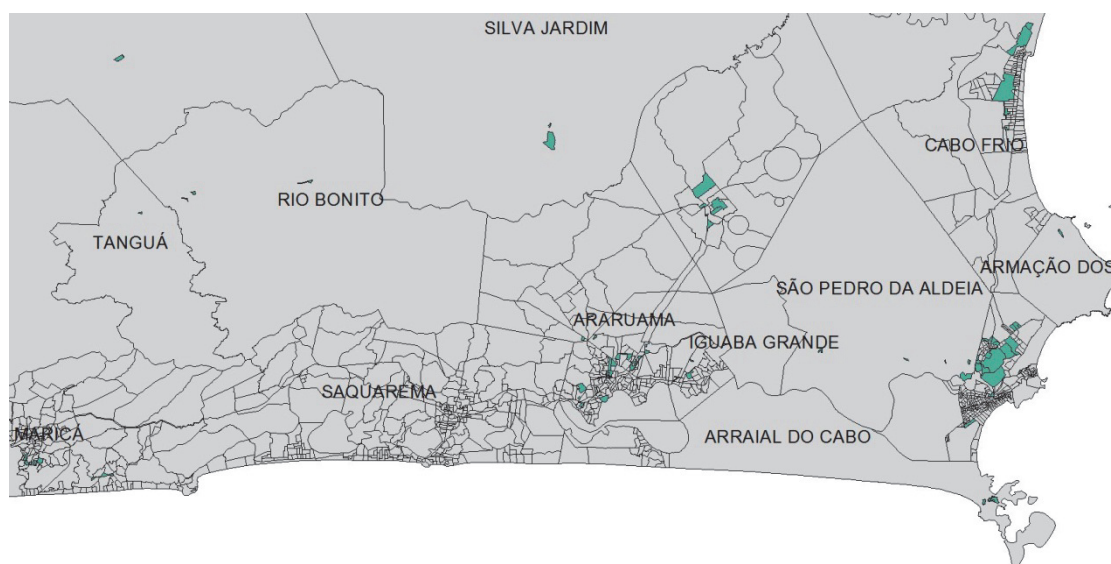 SILVA JARDIM
CABO FRIO
RIO BONITO
TANGUÁ
ARMAÇÃO DOS
SÃO PEDRO DA ALDEIA
ARARUAMA
IGUABA GRANDE
SAQUAREMA
MARICÁ
ARRAIAL DO CABO